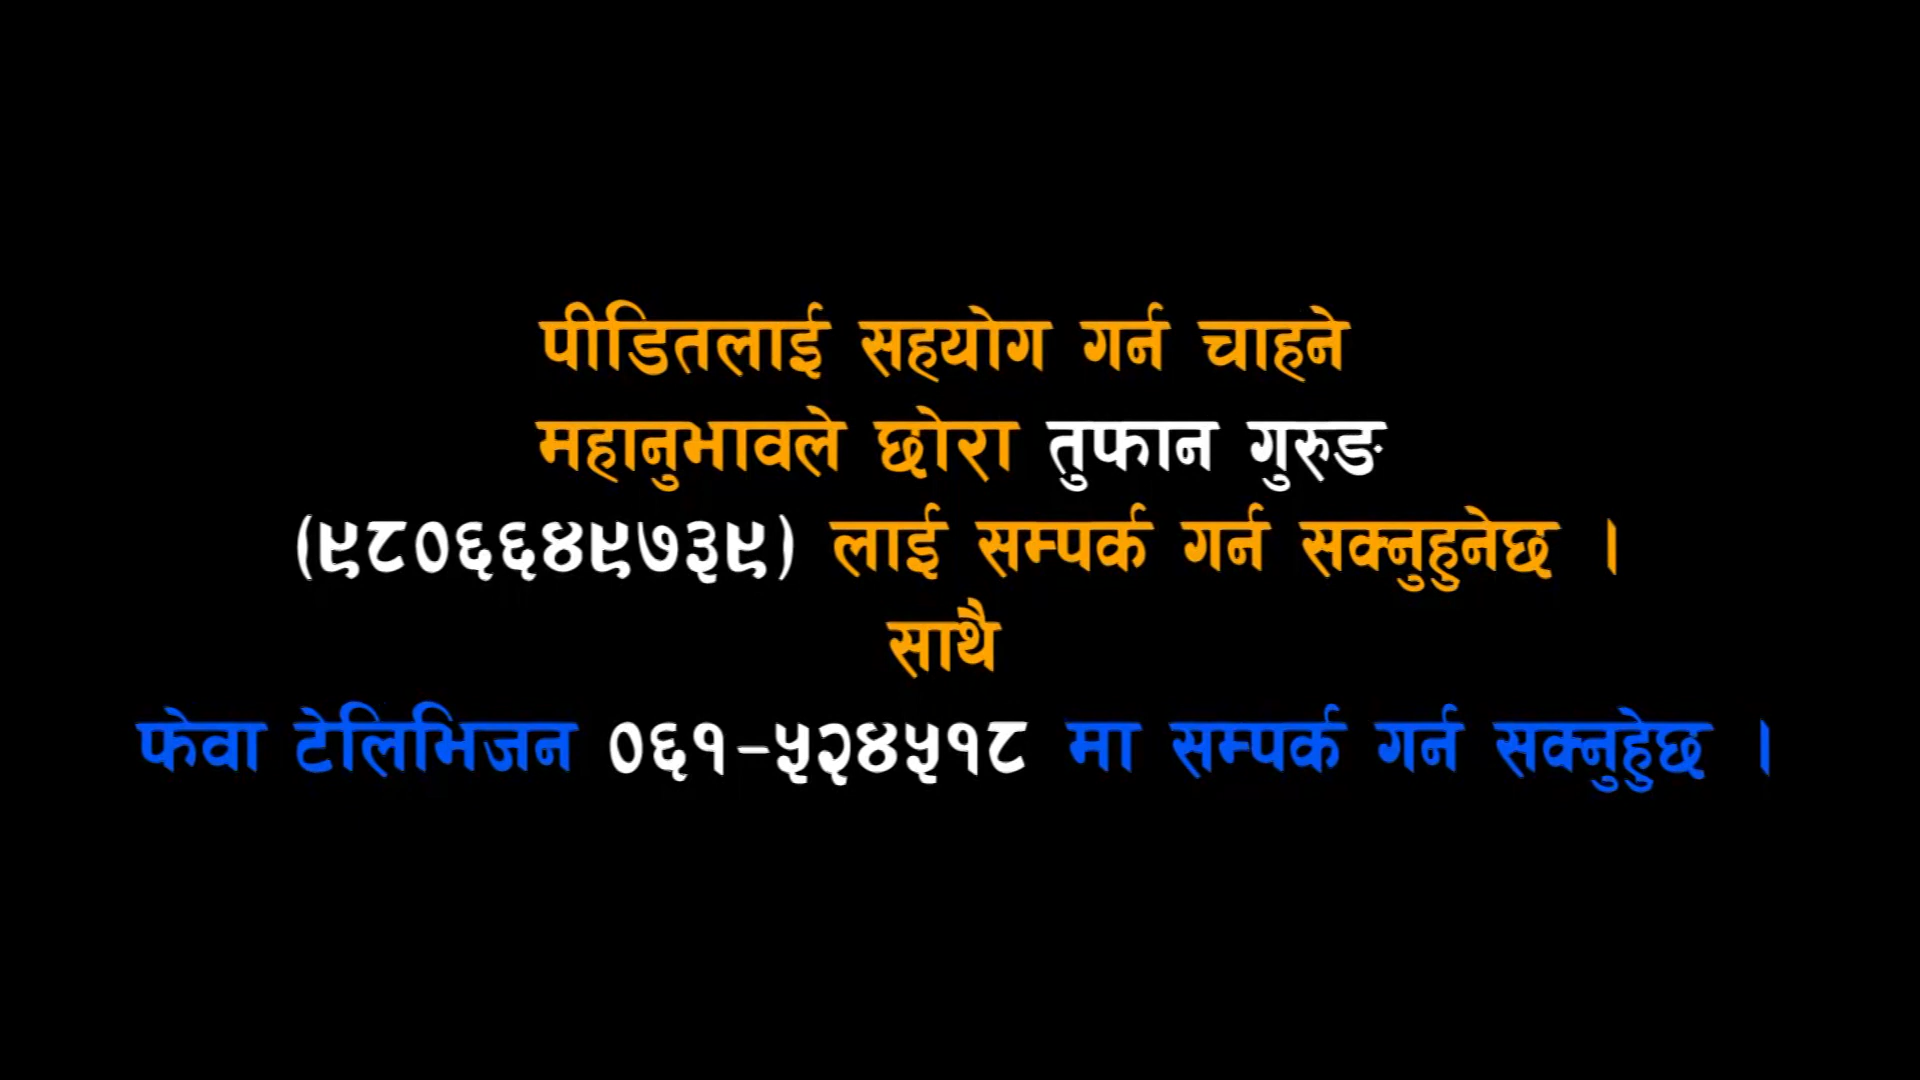 पीडितलाई सहयोग गर्न चाहने
महानुभावले छोरा तुफान गुरुङ
(९८०६६४९७३९) लाई सम्पर्क गर्न सक्नुहुनेछ ।
साथै
फेवा टेलिभिजन ०६१-५२४५१८ मा सम्पर्क गर्न सक्नुहेुछ ।